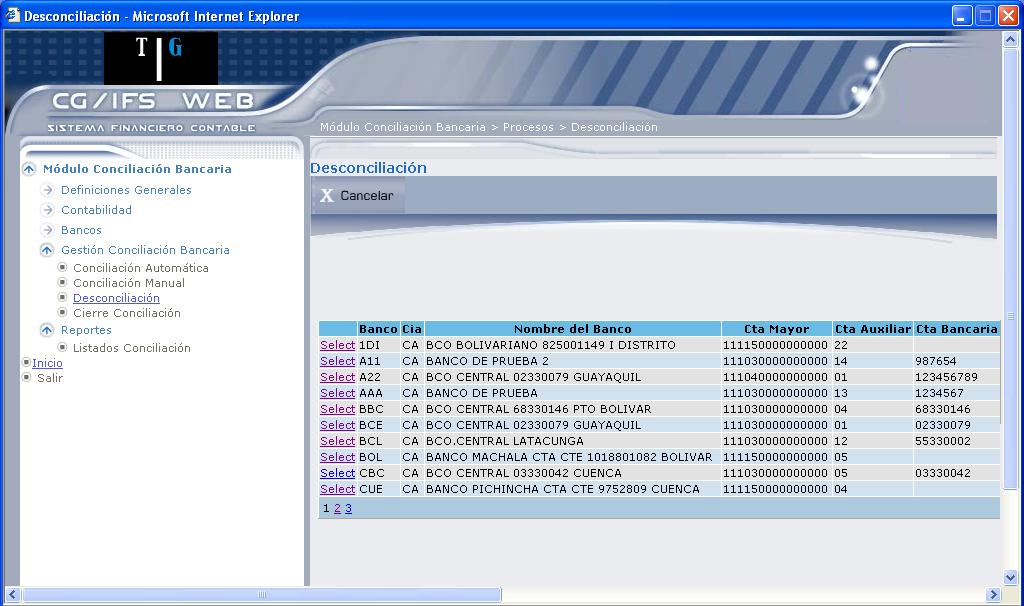 Desconciliación - Microsoft Internet Explorer
T G
CG/IFS WEB
SISTEMA FINANCIERO CONTABLE
Módulo Conciliación Bancaria > Procesos > Desconciliación
Módulo Conciliación Bancaria
Definiciones Generales
Contabilidad
Bancos
Gestión Conciliación Bancaria
Conciliación Automática
Conciliación Manual
Desconciliación
Cierre Conciliación
Reportes
Listados Conciliación
Inicio
Salir
Desconciliación
X Cancelar
Banco Cia Nombre del Banco Cta Mayor Cta Auxiliar Cta Bancaria
Select 1DI CA BCO BOLIVARIANO 825001149 I DISTRITO 111150000000000 22
Select A11 CA BANCO DE PRUEBA 2 111030000000000 14 987654
Select A22 CA BCO CENTRAL 02330079 GUAYAQUIL 111040000000000 01 123456789
Select AAA CA BANCO DE PRUEBA 111030000000000 13 1234567
Select BBC CA BCO CENTRAL 68330146 PTO BOLIVAR 111030000000000 04 68330146
Select BCE CA BCO CENTRAL 02330079 GUAYAQUIL 111030000000000 01 02330079
Select BCL CA BCO.CENTRAL LATACUNGA 111030000000000 12 55330002
Select BOL CA BANCO MACHALA CTA CTE 1018801082 BOLIVAR 111150000000000 05
Select CBC CA BCO CENTRAL 03330042 CUENCA 111030000000000 05 03330042
Select CUE CA BANCO PICHINCHA CTA CTE 9752809 CUENCA 111150000000000 04
1 2 3